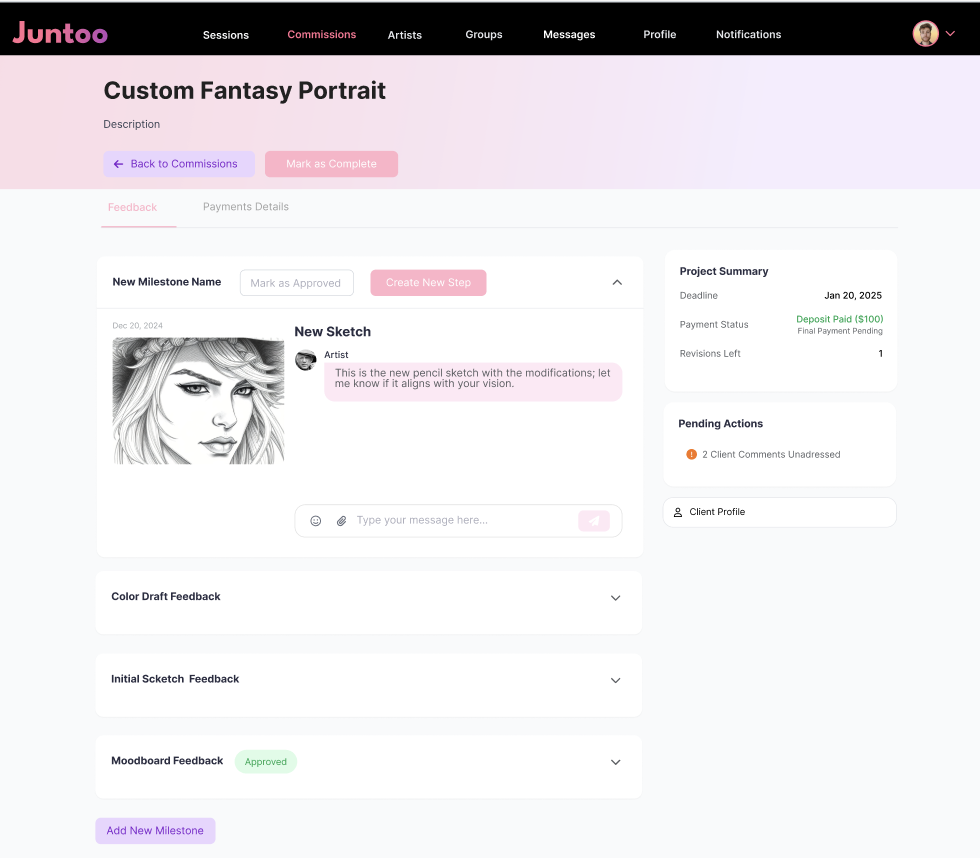 Juntoo
Sessions
Commissions
Artists
Groups
Messages
Profile
Notifications
Custom Fantasy Portrait
Description
Back to Commissions
Mark as Complete
Feedback
Payments Details
New Milestone Name
Mark as Approved
Create New Step
Dec 20, 2024
New Sketch
Artist
This is the new pencil sketch with the modifications; let
me know if it aligns with your vision.
Type your message here...
Color Draft Feedback
Initial Scketch Feedback
Moodboard Feedback
Approved
Add New Milestone
Project Summary
Deadline
Jan 20, 2025
Payment Status
Deposit Paid ($100)
Final Payment Pending
Revisions Left
1
Pending Actions
2 Client Comments Unadressed
Client Profile